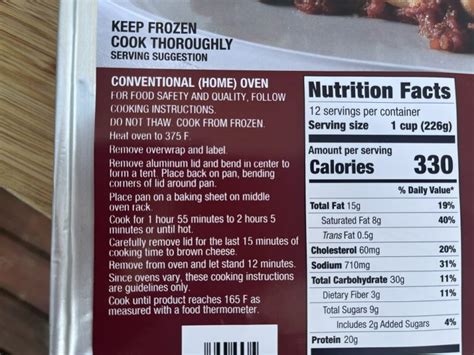 KEEP FROZEN
COOK THOROUGHLY
SERVING SUGGESTION
CONVENTIONAL (HOME) OVEN
FOR FOOD SAFETY AND QUALITY, FOLLOW
COOKING INSTRUCTIONS.
DO NOT THAW. COOK FROM FROZEN.
Heat oven to 375 F.
Remove overwrap and label.
Remove aluminum lid and bend in center to
form a tent. Place back on pan, bending
corners of lid around pan.
Place pan on a baking sheet on middle
oven rack.
Cook for 1 hour 55 minutes to 2 hours 5
minutes or until hot.
Carefully remove lid for the last 15 minutes of
cooking time to brown cheese.
Remove from oven and let stand 12 minutes.
Since ovens vary, these cooking instructions
are guidelines only.
Cook until product reaches 165 F as
measured with a food thermometer.
Nutrition Facts
12 servings per container
Serving size 1 cup (226g)
Amount per serving
Calories 330
% Daily Value*
Total Fat 15g 19%
Saturated Fat 8g 40%
Trans Fat 0.5g
Cholesterol 60mg 20%
Sodium 710mg 31%
Total Carbohydrate 30g 11%
Dietary Fiber 3g 11%
Total Sugars 9g
Includes 2g Added Sugars 4%
Protein 20g